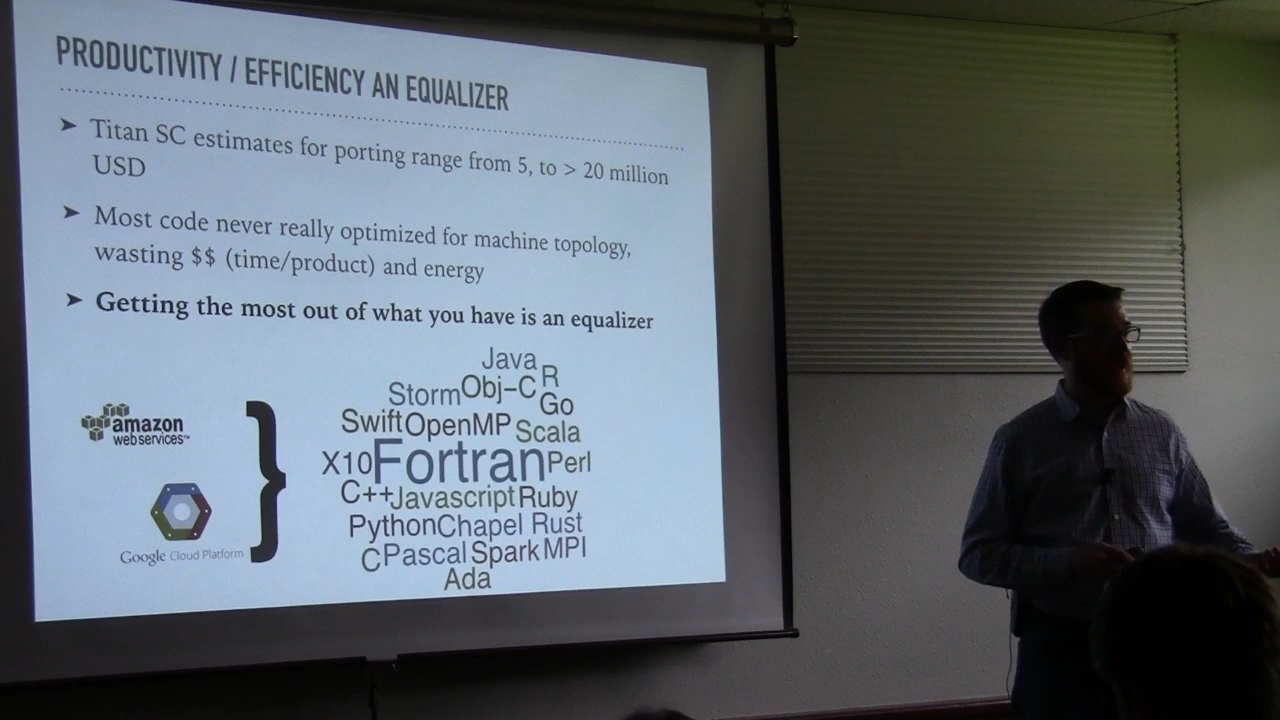 PRODUCTIVITY / EFFICIENCY AN EQUALIZER
➤ Titan SC estimates for porting range from 5, to > 20 million
USD
➤ Most code never really optimized for machine topology,
wasting $$ (time/product) and energy
➤ Getting the most out of what you have is an equalizer
amazon
webservices™
Google Cloud Platform
}
Java
R
Storm Obj-C
Go
Swift OpenMP Scala
X10 Fortran Perl
C++ Javascript Ruby
Python Chapel Rust
C Pascal Spark MPI
Ada